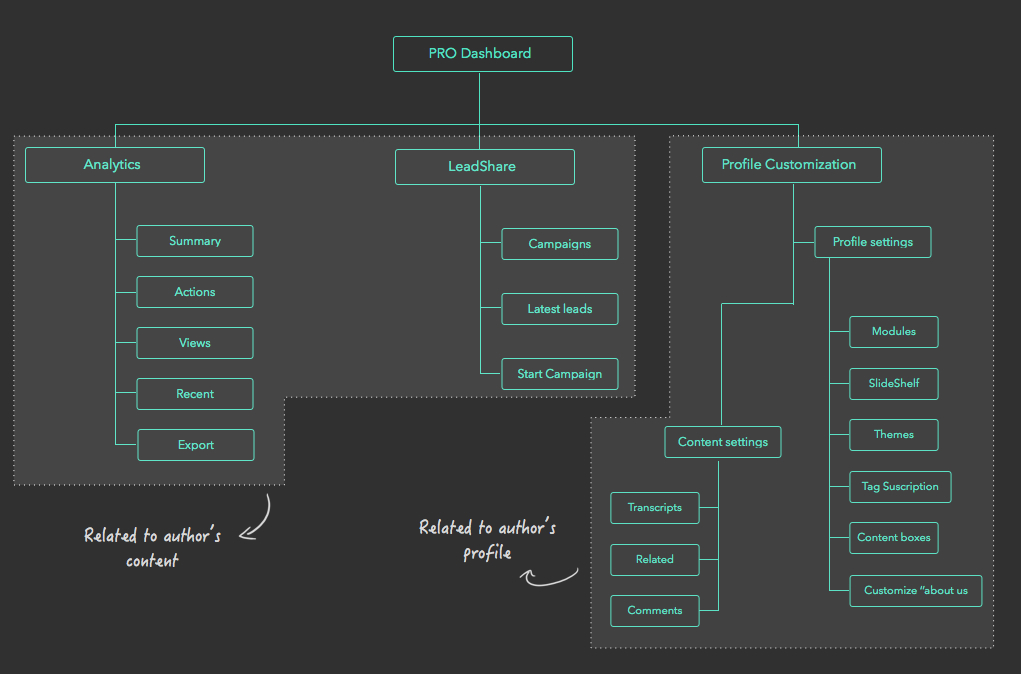 PRO Dashboard
Analytics
LeadShare
Profile Customization
Summary
Actions
Views
Recent
Export
Campaigns
Latest leads
Start Campaign
Profile settings
Modules
SlideShelf
Themes
Tag Suscription
Content boxes
Customize “about us
Content settings
Transcripts
Related
Comments
Related to author's
content
Related to author's
profile